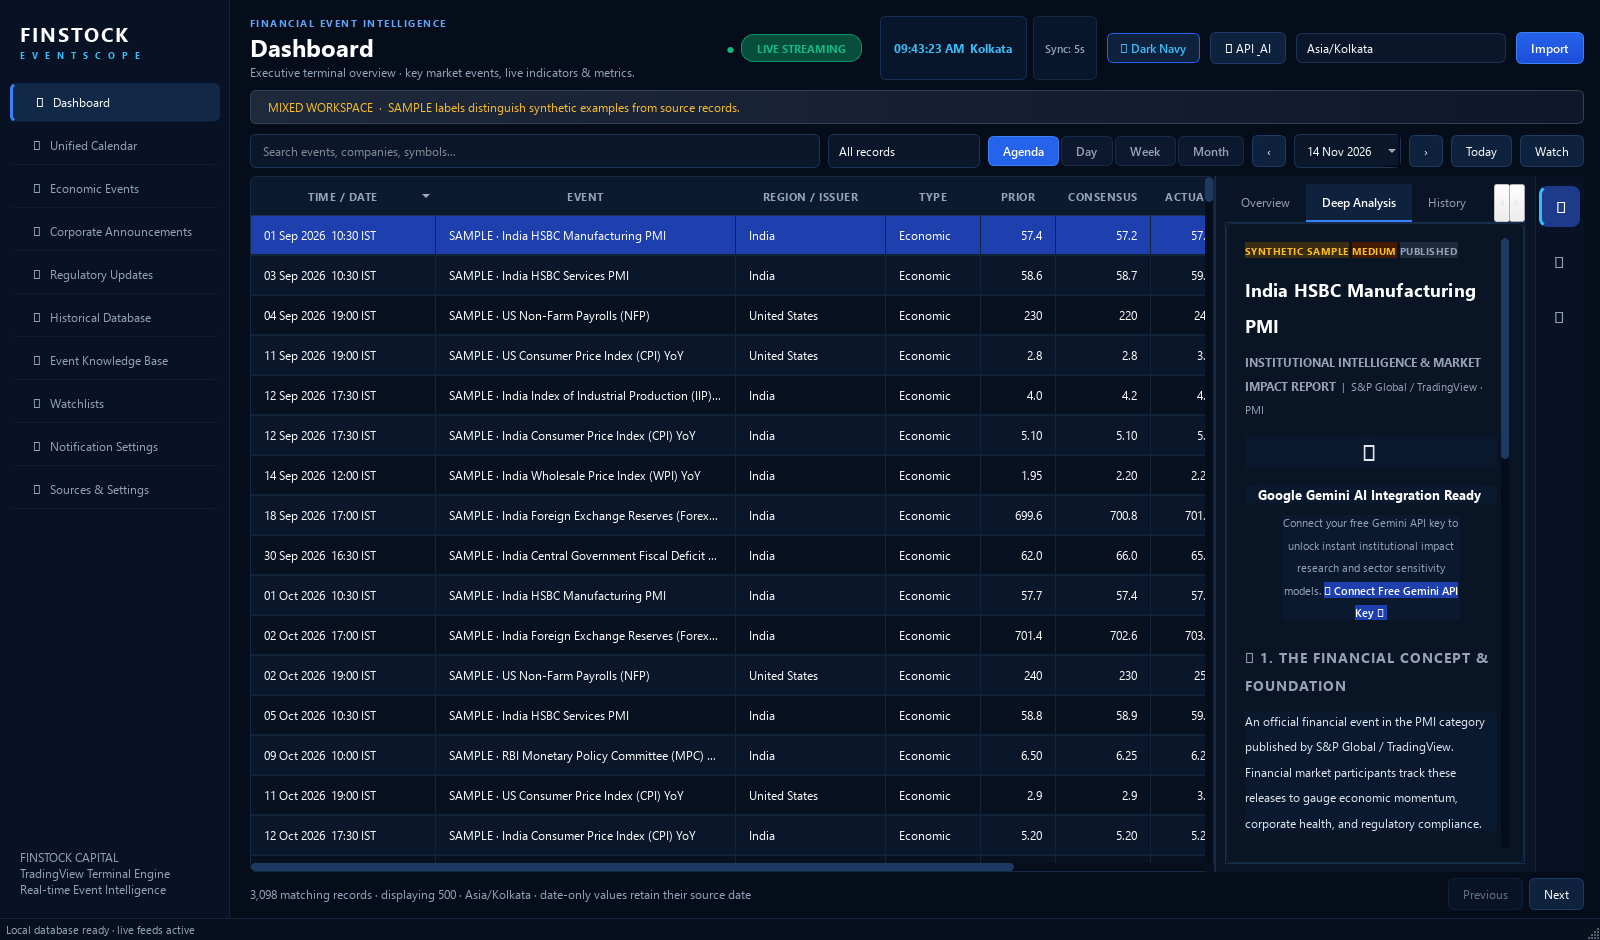 FINSTOCK
EVENTSCOPE
Dashboard
Unified Calendar
Economic Events
Corporate Announcements
Regulatory Updates
Historical Database
Event Knowledge Base
Watchlists
Notification Settings
Sources & Settings
FINSTOCK CAPITAL
TradingView Terminal Engine
Real-time Event Intelligence
FINANCIAL EVENT INTELLIGENCE
Dashboard
Executive terminal overview · key market events, live indicators & metrics.
● LIVE STREAMING
09:43:23 AM Kolkata
Sync: 5s
Dark Navy
API_AI
Asia/Kolkata
Import
MIXED WORKSPACE · SAMPLE labels distinguish synthetic examples from source records.
Search events, companies, symbols...
All records
Agenda
Day
Week
Month
‹
14 Nov 2026
›
Today
Watch
TIME / DATE EVENT REGION / ISSUER TYPE PRIOR CONSENSUS ACTUA
01 Sep 2026 10:30 IST SAMPLE · India HSBC Manufacturing PMI India Economic 57.4 57.2 57.
03 Sep 2026 10:30 IST SAMPLE · India HSBC Services PMI India Economic 58.6 58.7 59.
04 Sep 2026 19:00 IST SAMPLE · US Non-Farm Payrolls (NFP) United States Economic 230 220 24
11 Sep 2026 19:00 IST SAMPLE · US Consumer Price Index (CPI) YoY United States Economic 2.8 2.8 3.
12 Sep 2026 17:30 IST SAMPLE · India Index of Industrial Production (IIP)... India Economic 4.0 4.2 4.
12 Sep 2026 17:30 IST SAMPLE · India Consumer Price Index (CPI) YoY India Economic 5.10 5.10 5.
14 Sep 2026 12:00 IST SAMPLE · India Wholesale Price Index (WPI) YoY India Economic 1.95 2.20 2.2
18 Sep 2026 17:00 IST SAMPLE · India Foreign Exchange Reserves (Forex... India Economic 699.6 700.8 701.
30 Sep 2026 16:30 IST SAMPLE · India Central Government Fiscal Deficit ... India Economic 62.0 66.0 65.
01 Oct 2026 10:30 IST SAMPLE · India HSBC Manufacturing PMI India Economic 57.7 57.4 57.
02 Oct 2026 17:00 IST SAMPLE · India Foreign Exchange Reserves (Forex... India Economic 701.4 702.6 703.
02 Oct 2026 19:00 IST SAMPLE · US Non-Farm Payrolls (NFP) United States Economic 240 230 25
05 Oct 2026 10:30 IST SAMPLE · India HSBC Services PMI India Economic 58.8 58.9 59.
09 Oct 2026 10:00 IST SAMPLE · RBI Monetary Policy Committee (MPC) ... India Economic 6.50 6.25 6.2
11 Oct 2026 19:00 IST SAMPLE · US Consumer Price Index (CPI) YoY United States Economic 2.9 2.9 3.
12 Oct 2026 17:30 IST SAMPLE · India Consumer Price Index (CPI) YoY India Economic 5.20 5.20 5.2
Overview
Deep Analysis
History
SYNTHETIC SAMPLE MEDIUM PUBLISHED
India HSBC Manufacturing
PMI
INSTITUTIONAL INTELLIGENCE & MARKET
IMPACT REPORT | S&P Global / TradingView ·
PMI
Google Gemini AI Integration Ready
Connect your free Gemini API key to
unlock instant institutional impact
research and sector sensitivity
models. Connect Free Gemini API
Key
1. THE FINANCIAL CONCEPT &
FOUNDATION
An official financial event in the PMI category
published by S&P Global / TradingView.
Financial market participants track these
releases to gauge economic momentum,
corporate health, and regulatory compliance.
3,098 matching records · displaying 500 · Asia/Kolkata · date-only values retain their source date
Previous
Next
Local database ready · live feeds active